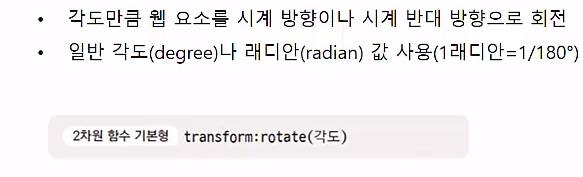 • 각도만큼 웹 요소를 시계 방향이나 시계 반대 방향으로 회전
• 일반 각도(degree)나 래디안(radian) 값 사용(1래디안=1/180°)
2차원 함수 기본형 transform:rotate(각도)